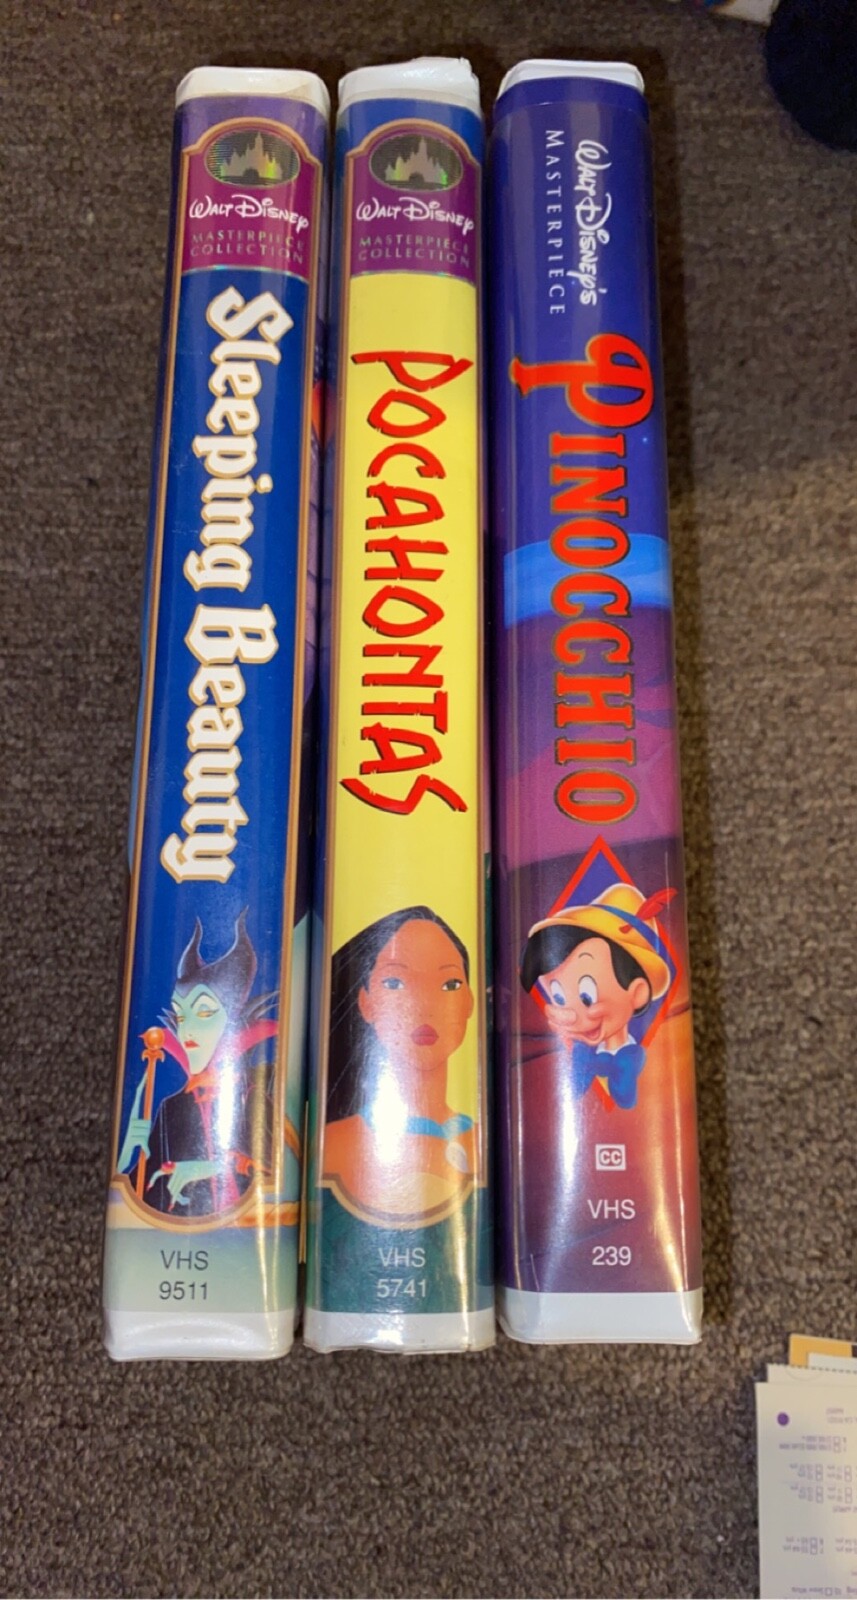 WALT DISNEY
MASTERPIECE
COLLECTION
Sleeping Beauty
VHS
9511
WALT DISNEY
MASTERPIECE
COLLECTION
POCAHONTAS
VHS
5741
WALT DISNEY'S
MASTERPIECE
PINOCCHIO
CC
VHS
239